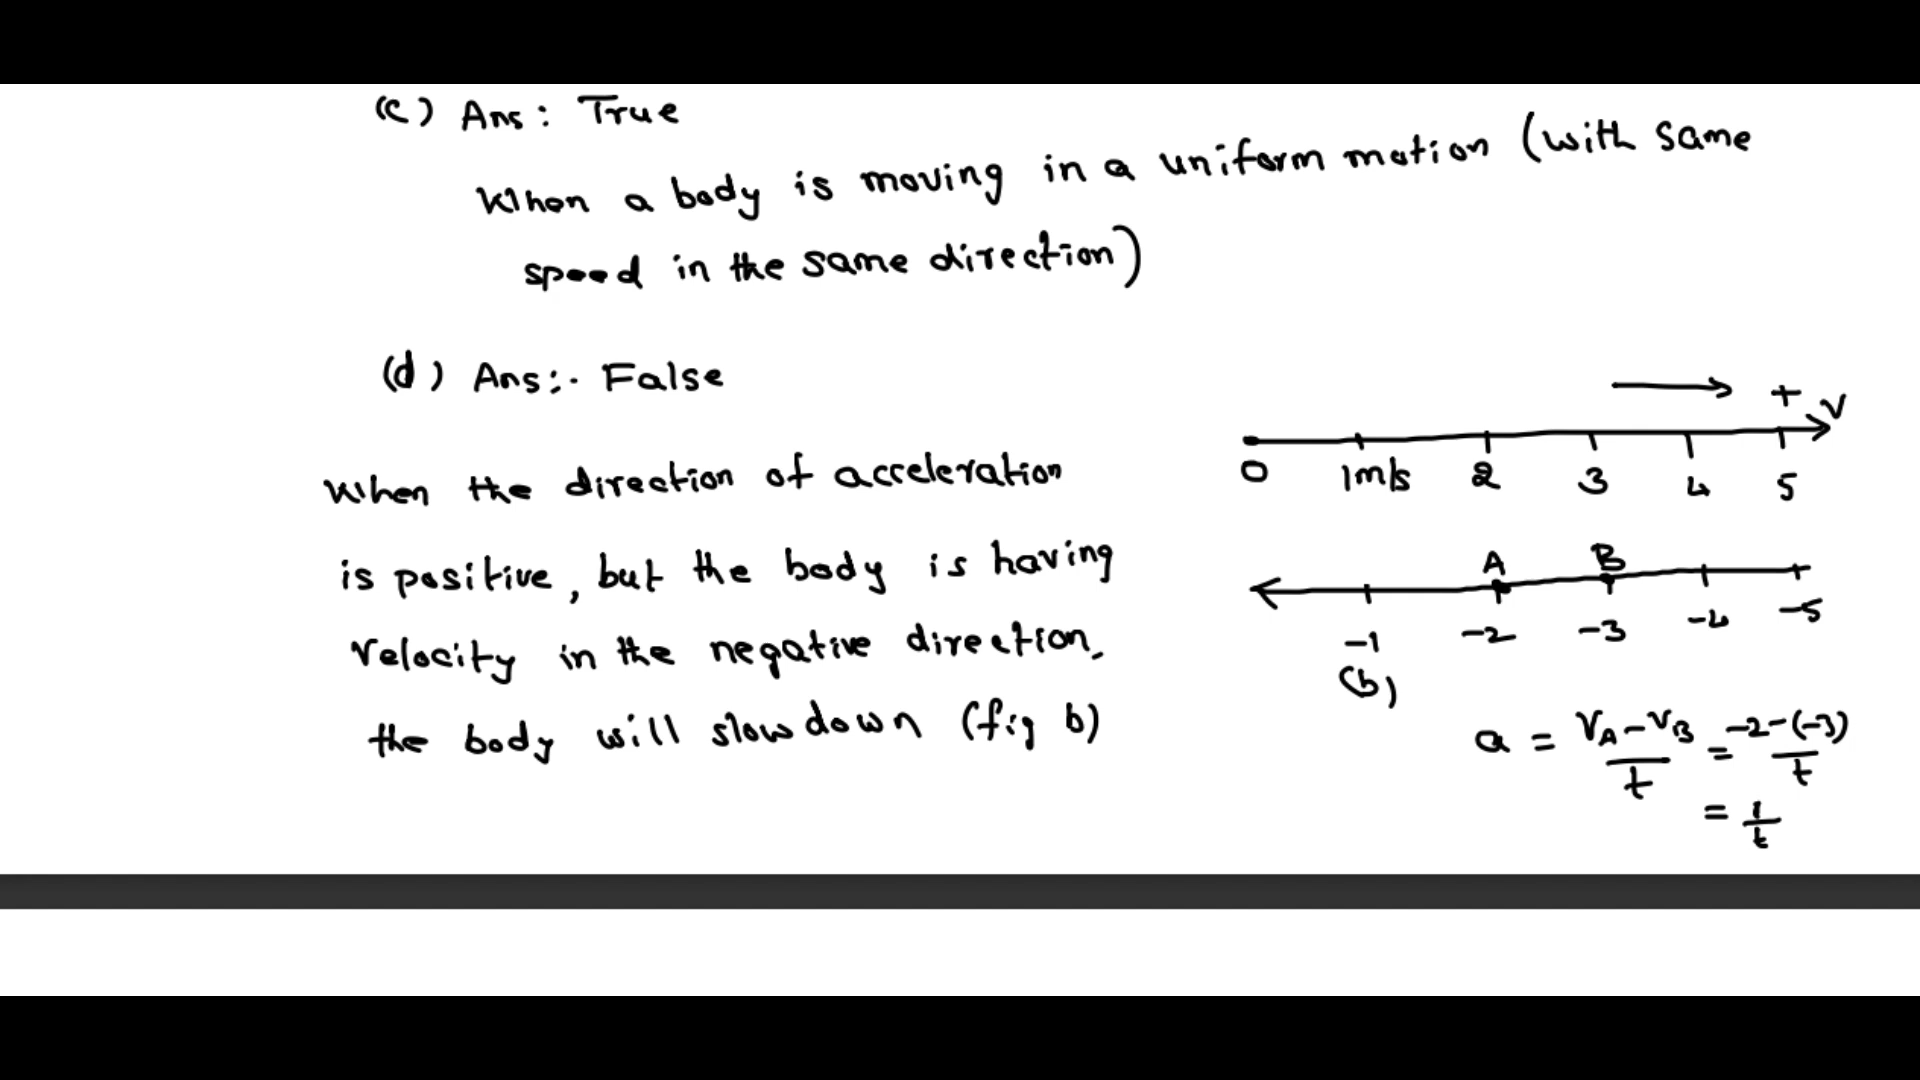 (c) Ans: True
When a body is moving in a uniform motion (with same
speed in the same direction)
(d) Ans:. False
+ V
0 1m/s 2 3 4 5
When the direction of acceleration
A B
is positive, but the body is having
-1 -2 -3 -4 -5
velocity in the negative direction.
(b)
the body will slow down (fig b)
a = VA-VB/t = -2-(-3)/t
= 1/t